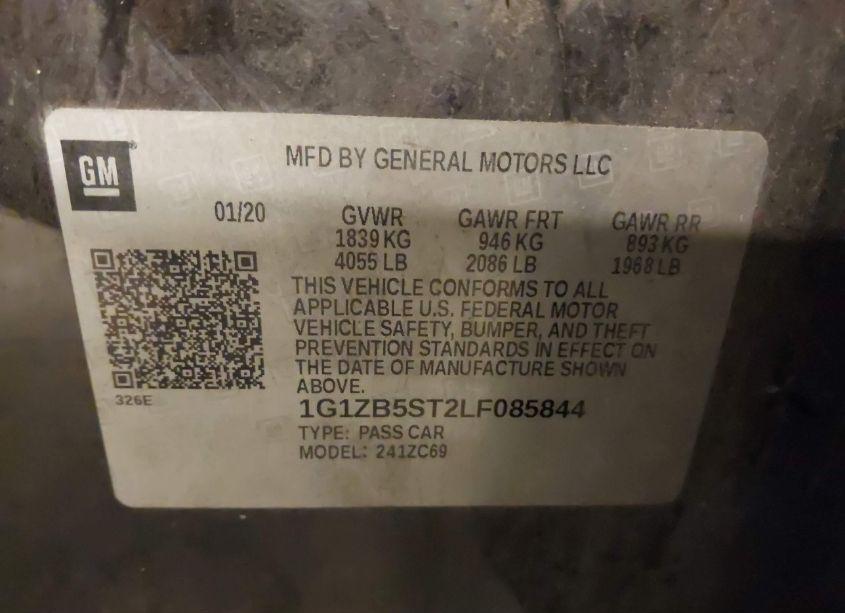 GM
MFD BY GENERAL MOTORS LLC
01/20 GVWR GAWR FRT GAWR RR
1839 KG 946 KG 893 KG
4055 LB 2086 LB 1968 LB
THIS VEHICLE CONFORMS TO ALL
APPLICABLE U.S. FEDERAL MOTOR
VEHICLE SAFETY, BUMPER, AND THEFT
PREVENTION STANDARDS IN EFFECT ON
THE DATE OF MANUFACTURE SHOWN
ABOVE.
326E
1G1ZB5ST2LF085844
TYPE: PASS CAR
MODEL: 241ZC69